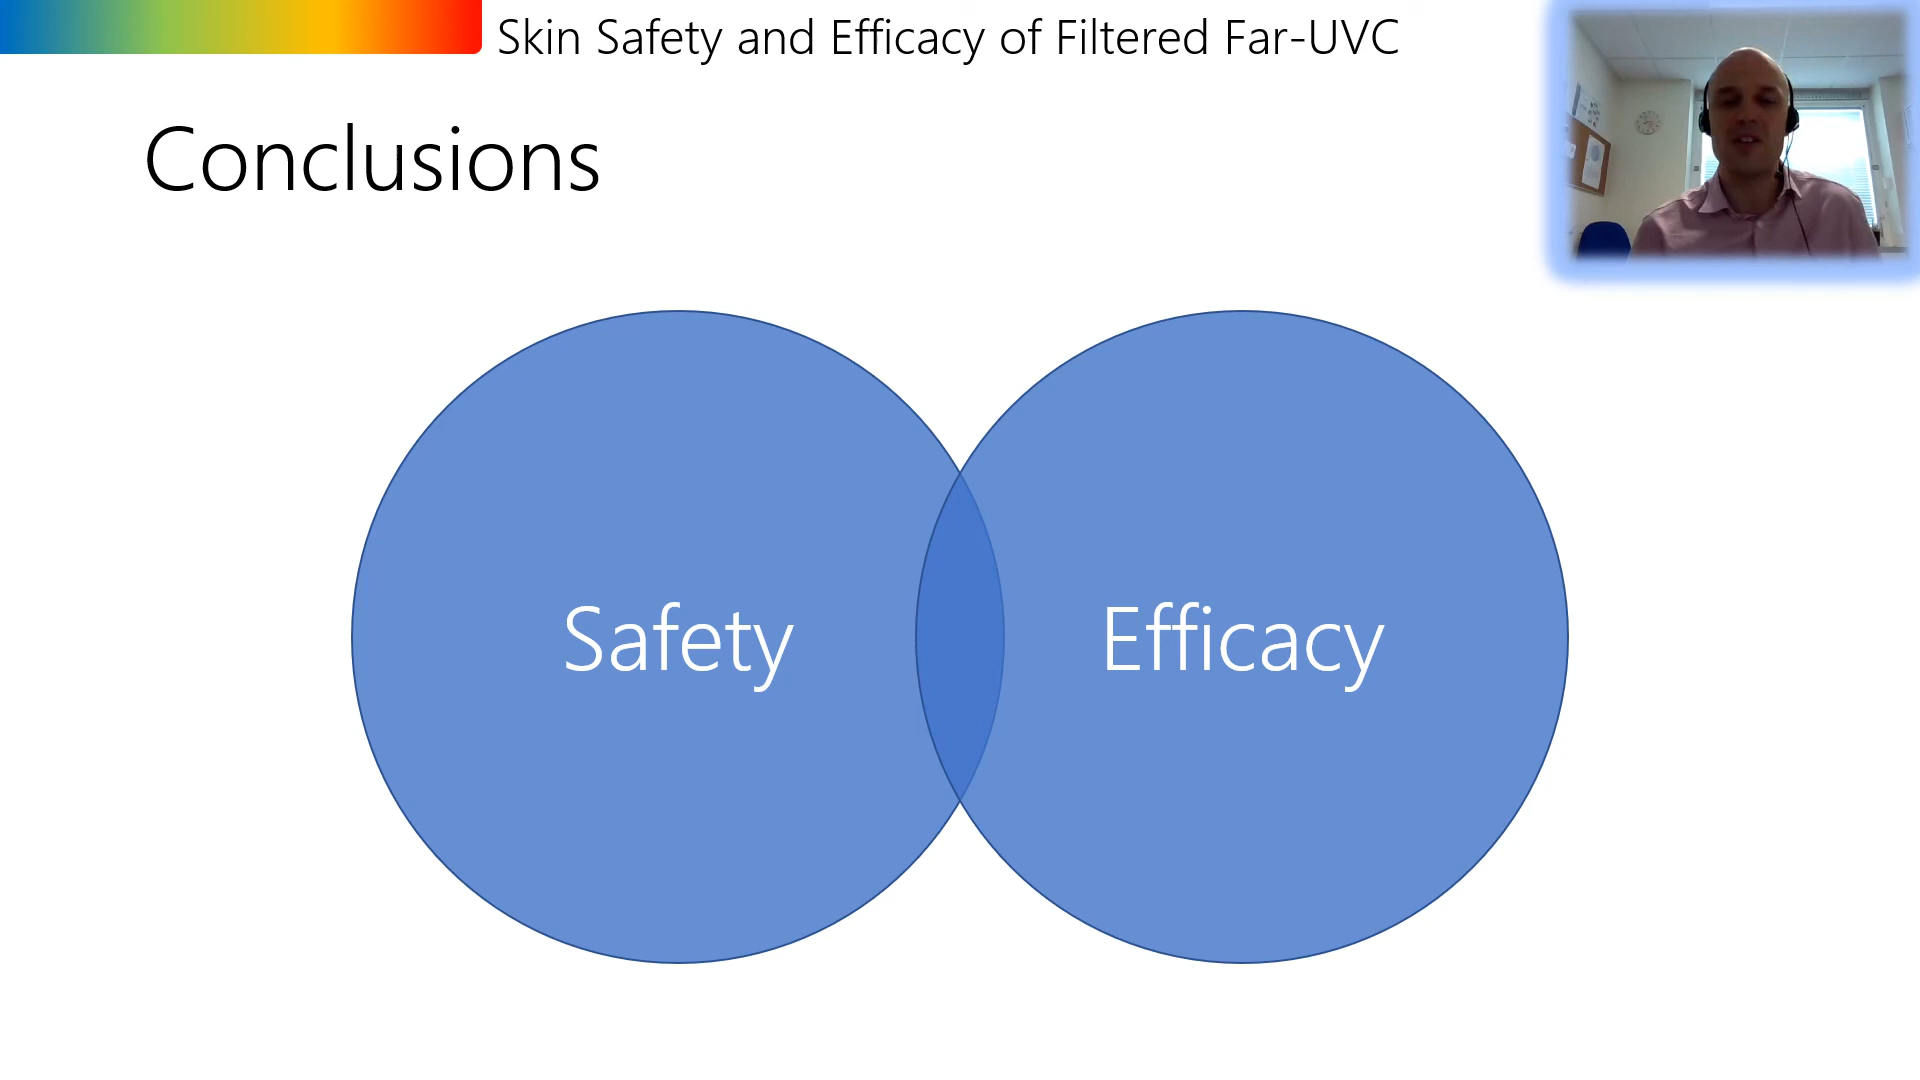 Skin Safety and Efficacy of Filtered Far-UVC
Conclusions
Safety
Efficacy